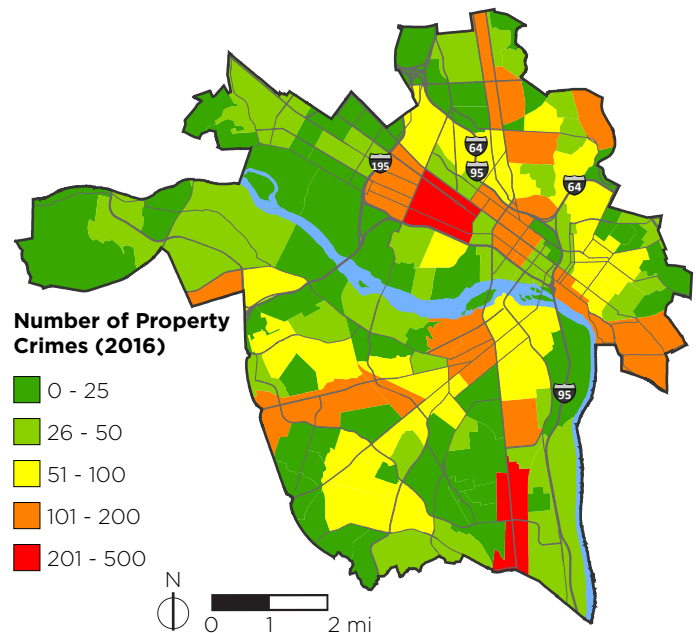 64
195
95
64
Number of Property
Crimes (2016)
0 - 25
95
26 - 50
51 - 100
101 - 200
201 - 500
N
0 1 2 mi